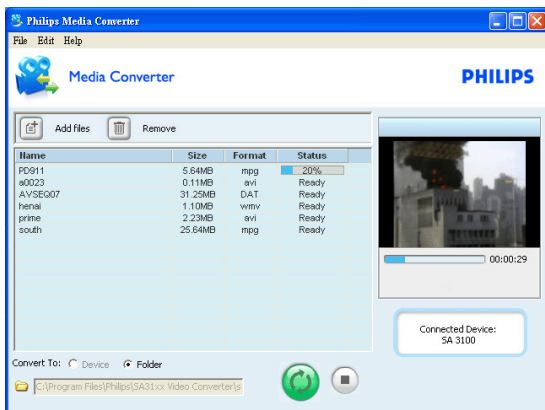 Philips Media Converter
File Edit Help
Media Converter
PHILIPS
Add files Remove
Name Size Format Status
PD911 5.64MB mpg 20%
a0023 0.11MB avi Ready
AVSEQ07 31.25MB DAT Ready
henai 1.10MB wmv Ready
prime 2.23MB avi Ready
south 25.64MB mpg Ready
00:00:29
Connected Device:
SA 3100
Convert To: Device Folder
C:\Program Files\Philips\SA31xx Video Converter\s